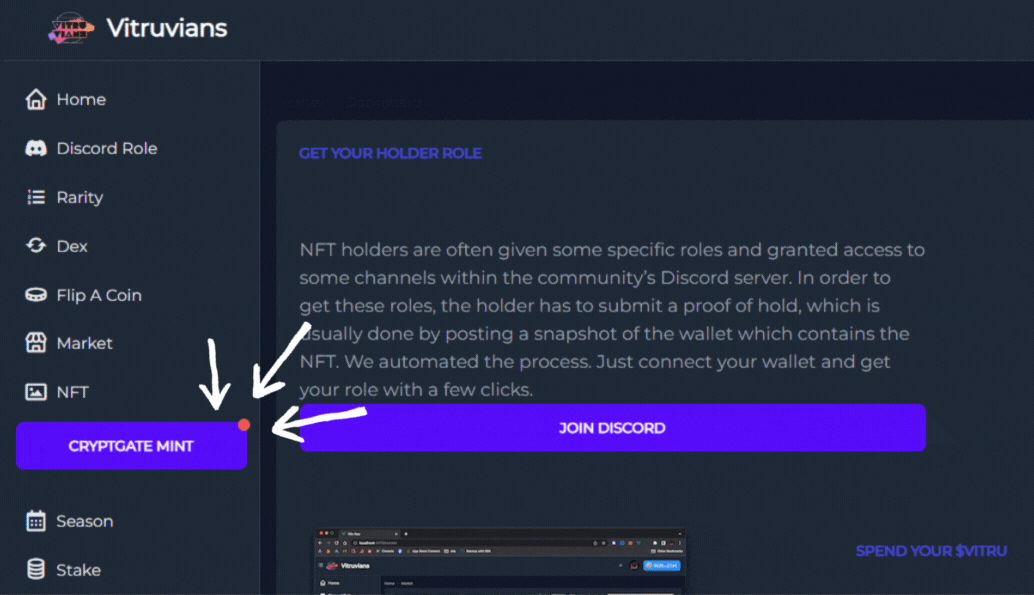 Vitruvians
Home
Discord Role
Rarity
Dex
Flip A Coin
Market
NFT
CRYPTGATE MINT
Season
Stake
GET YOUR HOLDER ROLE
NFT holders are often given some specific roles and granted access to
some channels within the community’s Discord server. In order to
get these roles, the holder has to submit a proof of hold, which is
usually done by posting a snapshot of the wallet which contains the
NFT. We automated the process. Just connect your wallet and get
your role with a few clicks.
JOIN DISCORD
Vitruvians
Home
SPEND YOUR $VITRU